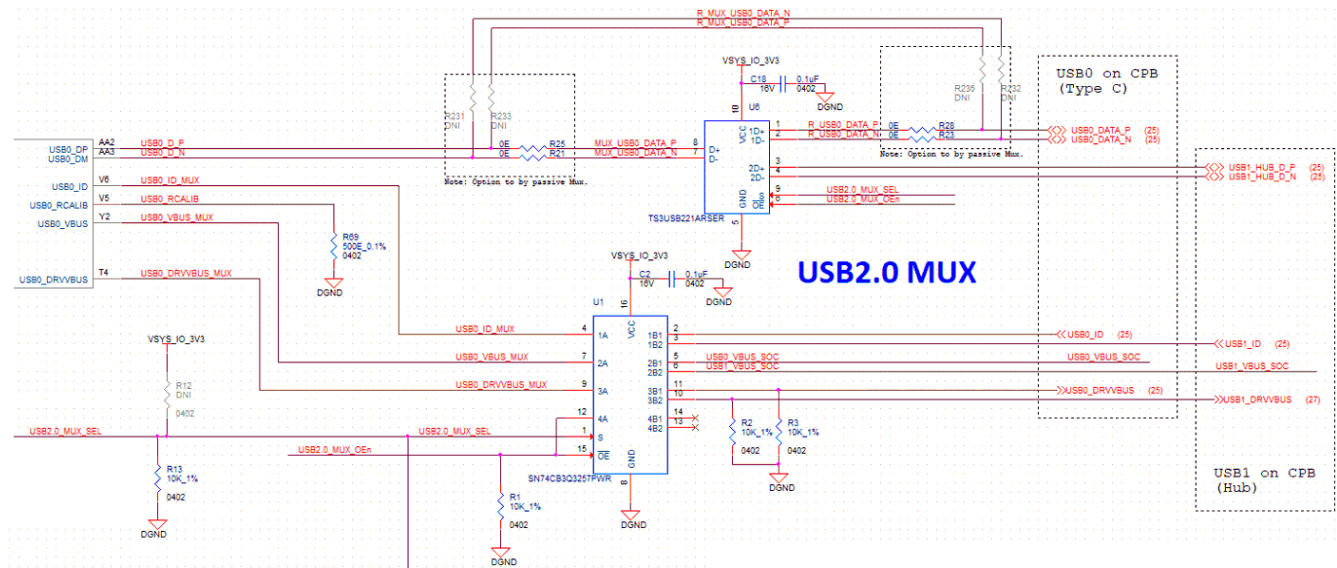 R_MUX_USB0_DATA_N
R_MUX_USB0_DATA_P
VSYS_IO_3V3
C18 0.1uF
16V 0402
DGND
R231
DNI
R233
DNI
R236
DNI
R232
DNI
USB0 on CPB
(Type C)
U6
10
VCC
USB0_DP AA2 USB0_D_P 0E R25 MUX_USB0_DATA_P 8 D+
USB0_DM AA3 USB0_D_N 0E R21 MUX_USB0_DATA_N 7 D-
1D+ 1 R_USB0_DATA_P 0E R28 USB0_DATA_P (25)
1D- 2 R_USB0_DATA_N 0E R23 USB0_DATA_N (25)
Note: Option to by passive Mux.
Note: Option to by passive Mux.
2D+ 3 USB1_HUB_D_P (25)
2D- 4 USB1_HUB_D_N (25)
USB0_ID V6 USB0_ID_MUX
9 USB2.0_MUX_SEL
OE 6 USB2.0_MUX_OEn
GND
5
TS3USB221ARSER
DGND
USB0_RCALIB V5 USB0_RCALIB
USB0_VBUS Y2 USB0_VBUS_MUX
R69
500E_0.1%
0402
DGND
USB0_DRVVBUS T4 USB0_DRVVBUS_MUX
VSYS_IO_3V3
C2 0.1uF
16V 0402
DGND
USB2.0 MUX
U1
16
VCC
USB0_ID_MUX 4 1A
1B1 2 USB0_ID (25)
1B2 3 USB1_ID (25)
USB0_VBUS_MUX 7 2A
2B1 5 USB0_VBUS_SOC USB0_VBUS_SOC
2B2 6 USB1_VBUS_SOC USB1_VBUS_SOC
USB0_DRVVBUS_MUX 9 3A
3B1 11 USB0_DRVVBUS (25)
3B2 10 USB1_DRVVBUS (27)
12 4A
4B1 14
4B2 13
VSYS_IO_3V3
R12
DNI
0402
USB2.0_MUX_SEL USB2.0_MUX_SEL 1 S
USB2.0_MUX_OEn 15 OE
GND
8
SN74CB3Q3257PWR
DGND
R13
10K_1%
0402
DGND
R1
10K_1%
0402
DGND
R2
10K_1%
0402
R3
10K_1%
0402
DGND
USB1 on CPB
(Hub)